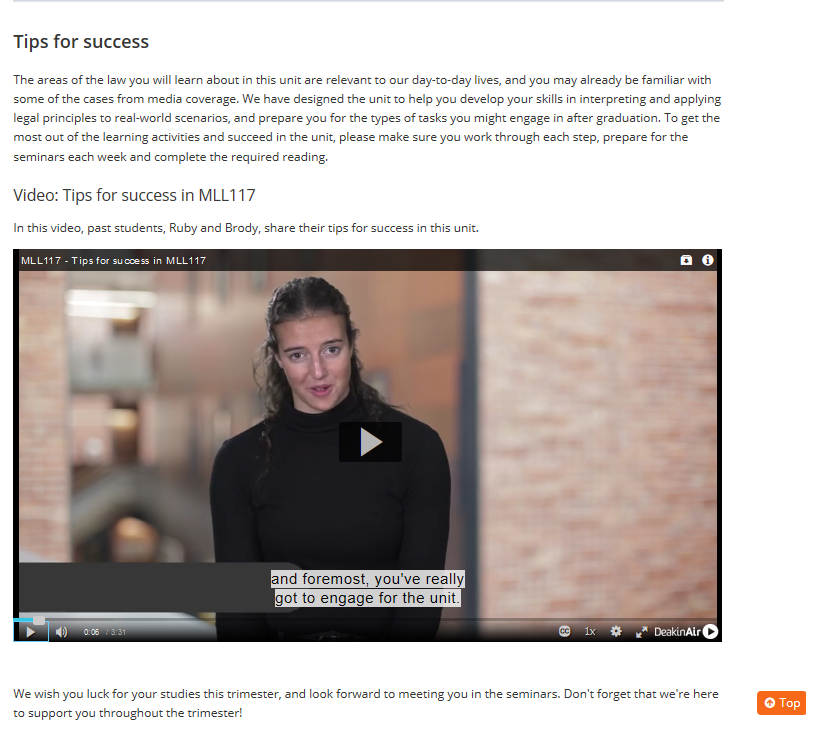 Tips for success
The areas of the law you will learn about in this unit are relevant to our day-to-day lives, and you may already be familiar with
some of the cases from media coverage. We have designed the unit to help you develop your skills in interpreting and applying
legal principles to real-world scenarios, and prepare you for the types of tasks you might engage in after graduation. To get the
most out of the learning activities and succeed in the unit, please make sure you work through each step, prepare for the
seminars each week and complete the required reading.
Video: Tips for success in MLL117
In this video, past students, Ruby and Brody, share their tips for success in this unit.
MLL117 - Tips for success in MLL117
and foremost, you've really
got to engage for the unit.
0:06 / 3:31 CC 1x DeakinAir
We wish you luck for your studies this trimester, and look forward to meeting you in the seminars. Don't forget that we're here
to support you throughout the trimester!
Top